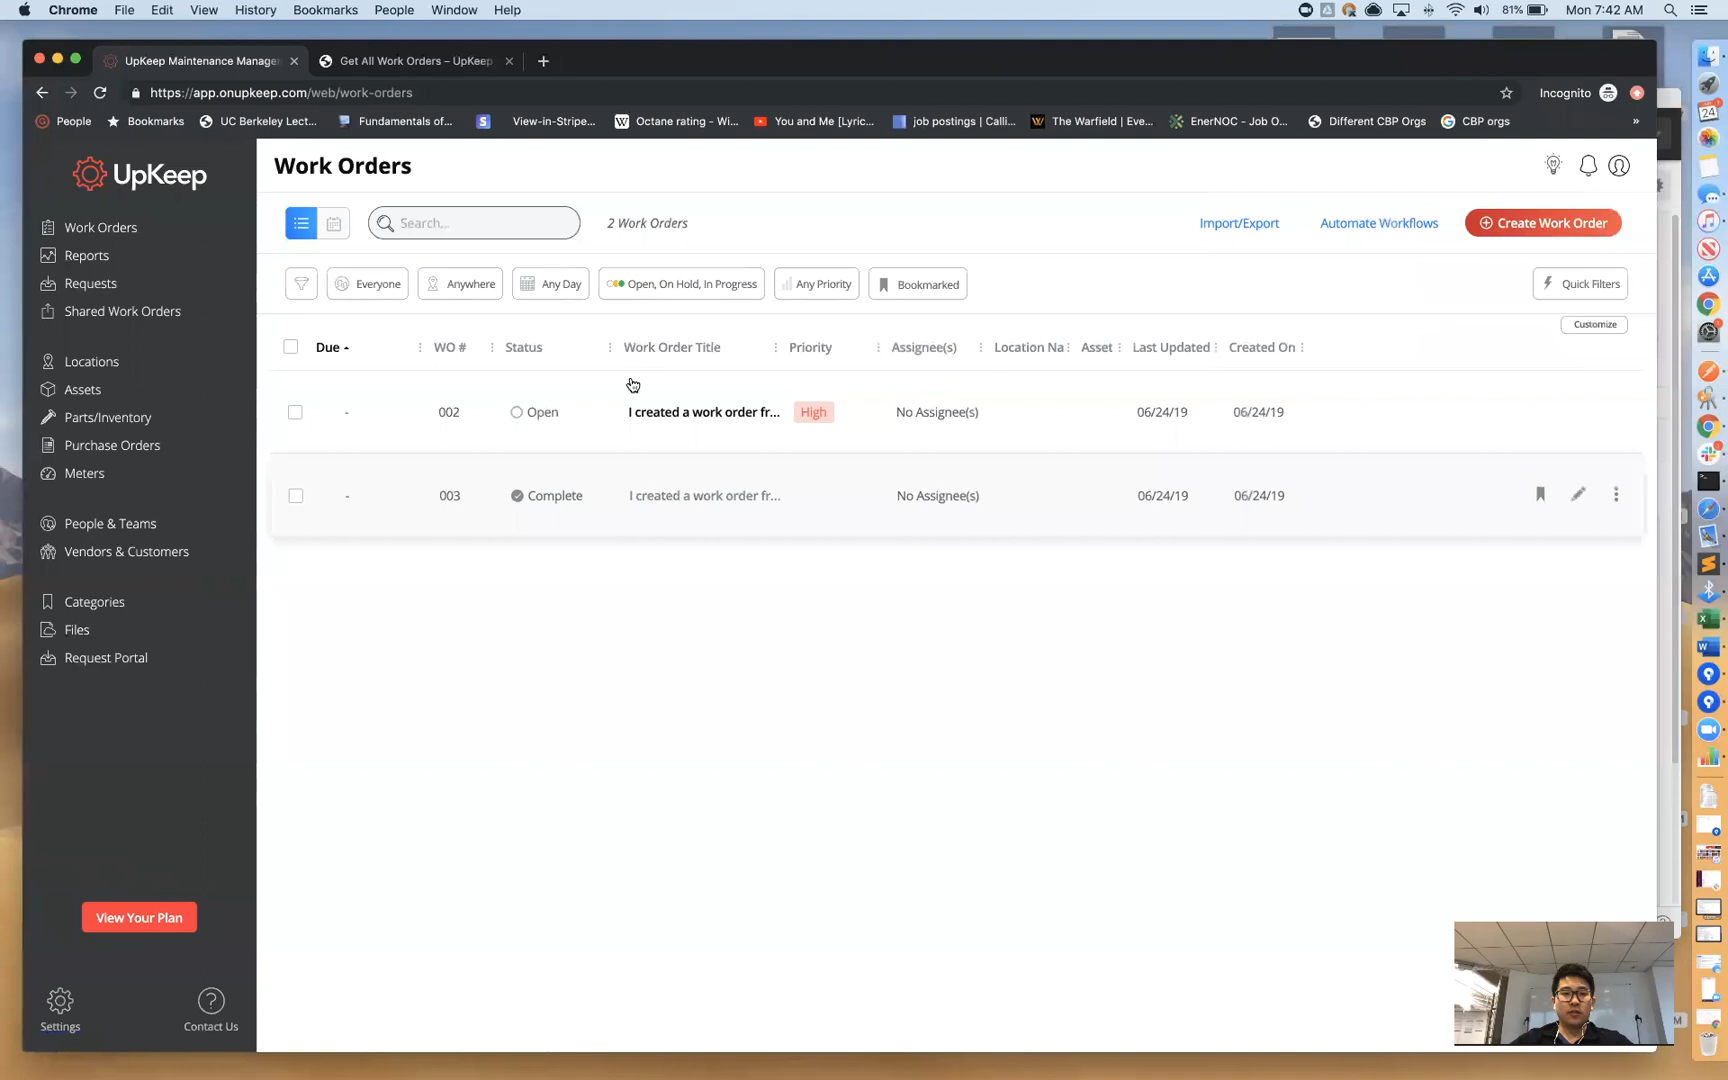 Chrome File Edit View History Bookmarks People Window Help 81% Mon 7:42 AM
UpKeep Maintenance Manage Get All Work Orders – UpKeep
https://app.onupkeep.com/web/work-orders Incognito
People Bookmarks UC Berkeley Lect... Fundamentals of... View-in-Stripe... Octane rating - Wi... You and Me [Lyric... job postings | Calli... The Warfield | Eve... EnerNOC - Job O... Different CBP Orgs CBP orgs »
UpKeep
Work Orders
Reports
Requests
Shared Work Orders
Locations
Assets
Parts/Inventory
Purchase Orders
Meters
People & Teams
Vendors & Customers
Categories
Files
Request Portal
View Your Plan
Settings Contact Us
Work Orders
Search... 2 Work Orders Import/Export Automate Workflows Create Work Order
Everyone Anywhere Any Day Open, On Hold, In Progress Any Priority Bookmarked Quick Filters
Customize
Due WO # Status Work Order Title Priority Assignee(s) Location Na Asset Last Updated Created On
- 002 Open I created a work order fr... High No Assignee(s) 06/24/19 06/24/19
- 003 Complete I created a work order fr... No Assignee(s) 06/24/19 06/24/19